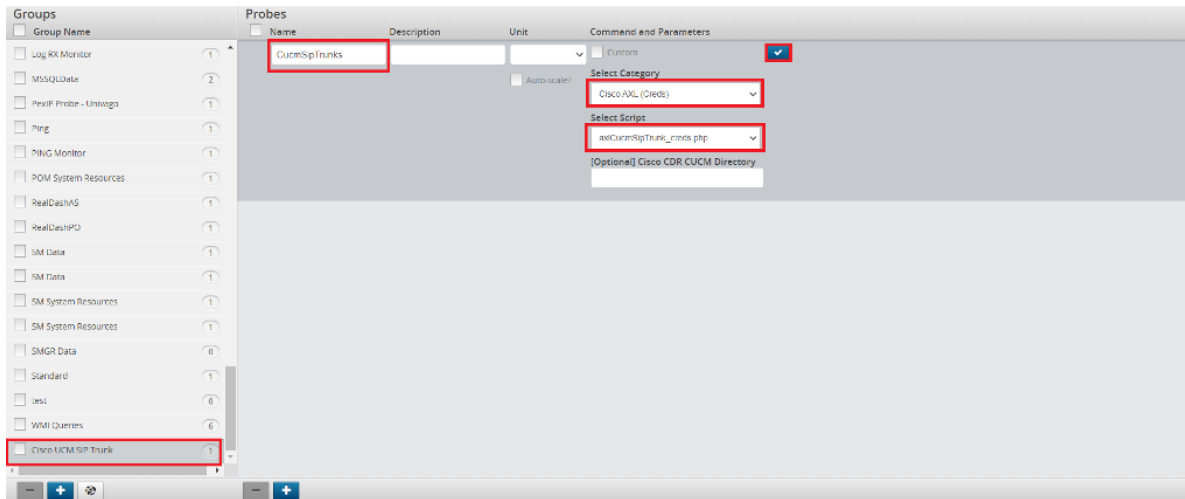 Groups
Group Name
Log RX Monitor 1
MSSQLData 2
PexIP Probe - Uniwigo 1
Ping 1
PING Monitor 1
POM System Resources 1
RealDashAS 1
RealDashPO 1
SM Data 1
SM Data 1
SM System Resources 1
SM System Resources 1
SMGR Data 0
Standard 1
test 0
WMI Queries 6
Cisco UCM SIP Trunk 1
Probes
Name Description Unit Command and Parameters
CucmSipTrunks
Custom
Auto-scale?
Select Category
Cisco AXL (Creds)
Select Script
axlCucmSipTrunk_creds.php
[Optional] Cisco CDR CUCM Directory